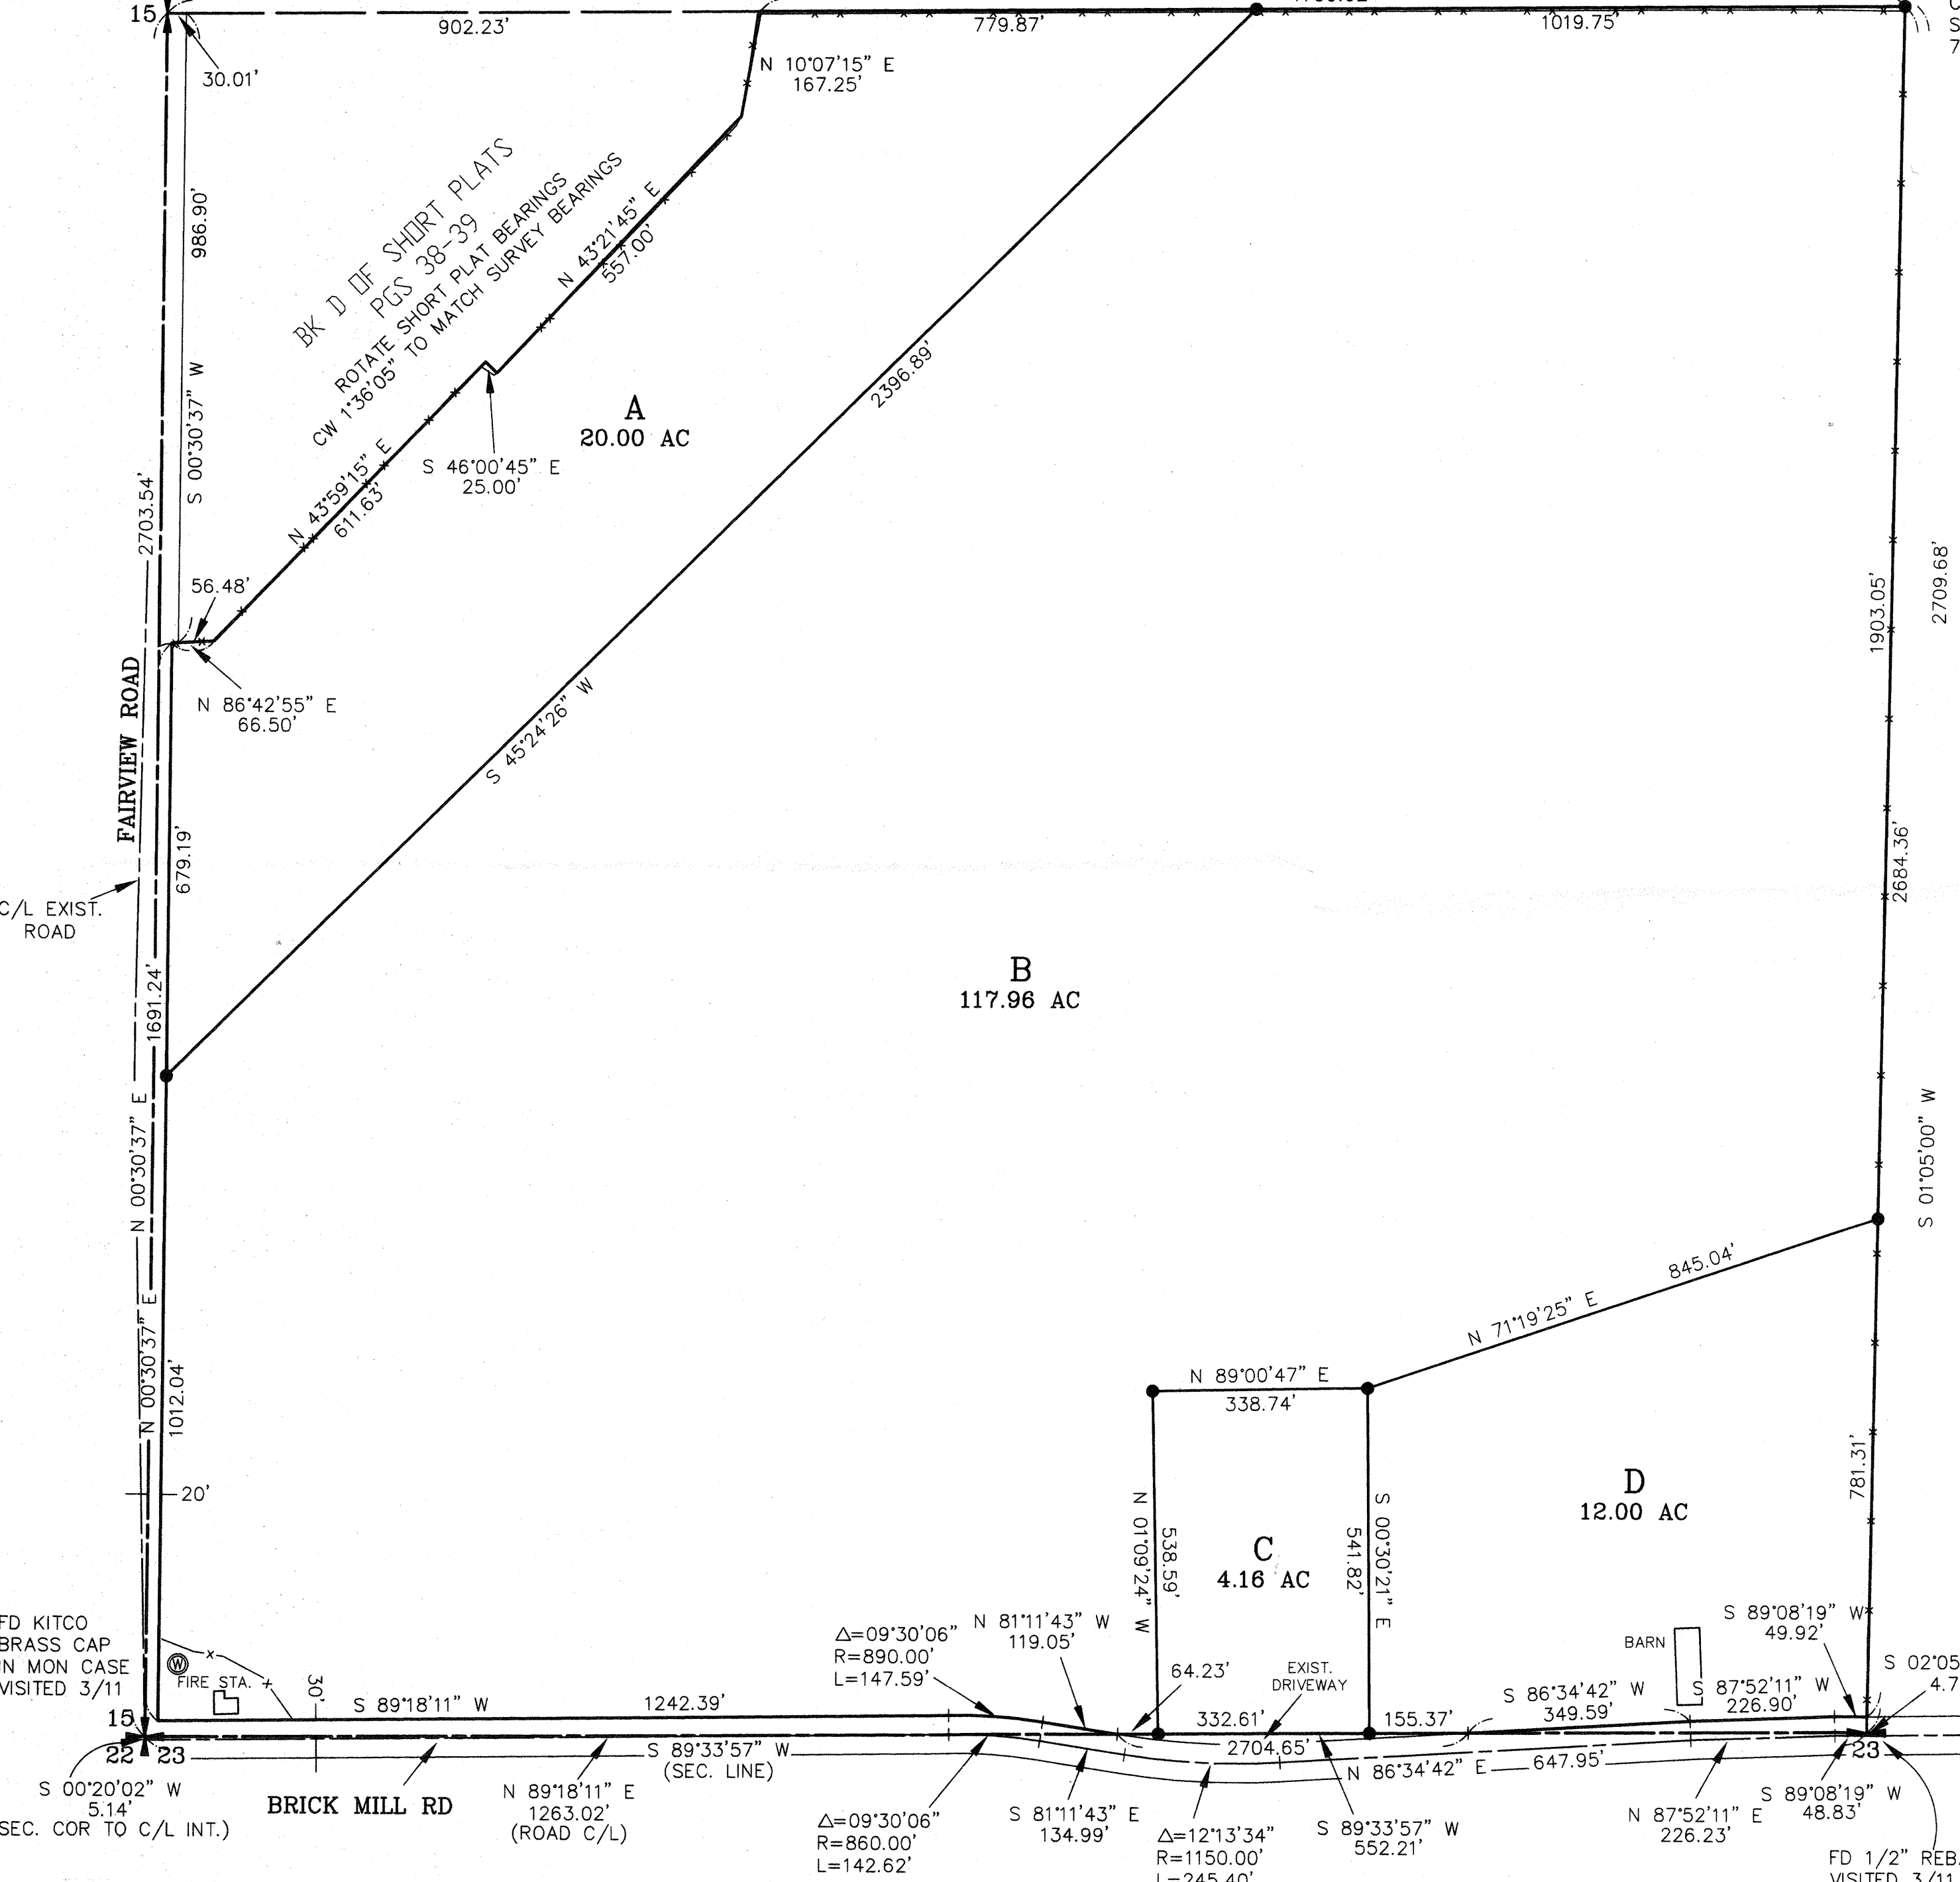 15
902.23'
779.87'
1019.75'
30.01'
N 10°07'15" E
167.25'
986.90'
S 00°30'37" W
BK D OF SHORT PLATS
PGS 38-39
ROTATE SHORT PLAT BEARINGS
CW 1°36'05" TO MATCH SURVEY BEARINGS
N 43°21'45" E
557.00'
A
20.00 AC
S 46°00'45" E
25.00'
N 43°59'15" E
611.63'
2396.89'
S 45°24'26" W
2703.54'
56.48'
N 86°42'55" E
66.50'
FAIRVIEW ROAD
679.19'
C/L EXIST.
ROAD
1691.24'
N 00°30'37" E
N 00°30'37" E
1012.04'
20'
B
117.96 AC
1903.05'
2709.68'
2684.36'
S 01°05'00" W
845.04'
N 71°19'25" E
N 89°00'47" E
338.74'
N 01°09'24" W
538.59'
C
4.16 AC
S 00°30'21" E
541.82'
D
12.00 AC
781.31'
FD KITCO
BRASS CAP
IN MON CASE
VISITED 3/11
W
FIRE STA.
30'
S 89°18'11" W
1242.39'
Δ=09°30'06"
R=890.00'
L=147.59'
N 81°11'43" W
119.05'
64.23'
EXIST.
DRIVEWAY
332.61'
155.37'
BARN
S 86°34'42" W
349.59'
S 87°52'11" W
226.90'
S 89°08'19" W
49.92'
S 02°05
4.7
15
22 23
S 89°33'57" W
(SEC. LINE)
2704.65'
N 86°34'42" E
647.95'
23
S 00°20'02" W
5.14'
SEC. COR TO C/L INT.)
BRICK MILL RD
N 89°18'11" E
1263.02'
(ROAD C/L)
Δ=09°30'06"
R=860.00'
L=142.62'
S 81°11'43" E
134.99'
Δ=12°13'34"
R=1150.00'
L=245.40'
S 89°33'57" W
552.21'
N 87°52'11" E
226.23'
S 89°08'19" W
48.83'
FD 1/2" REB.
VISITED 3/11